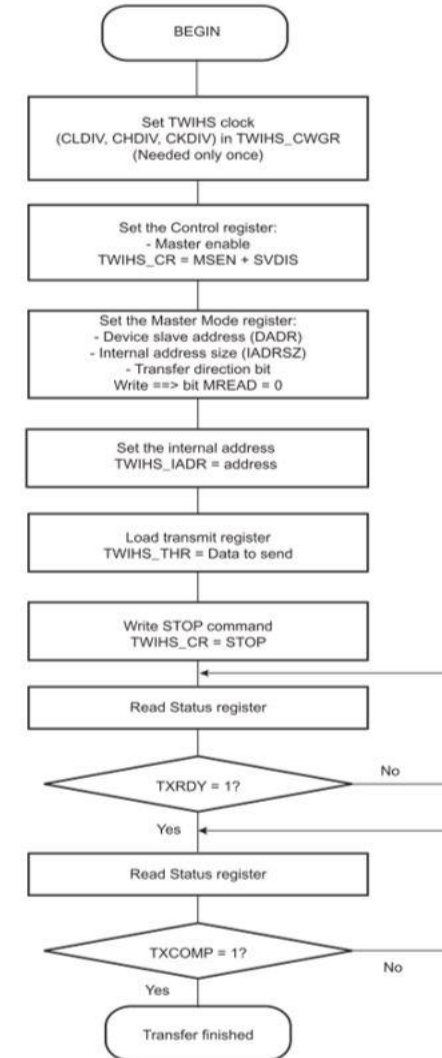 BEGIN
Set TWIHS clock
(CLDIV, CHDIV, CKDIV) in TWIHS_CWGR
(Needed only once)
Set the Control register:
- Master enable
TWIHS_CR = MSEN + SVDIS
Set the Master Mode register:
- Device slave address (DADR)
- Internal address size (IADRSZ)
- Transfer direction bit
Write ==> bit MREAD = 0
Set the internal address
TWIHS_IADR = address
Load transmit register
TWIHS_THR = Data to send
Write STOP command
TWIHS_CR = STOP
Read Status register
TXRDY = 1?
No
Yes
Read Status register
TXCOMP = 1?
No
Yes
Transfer finished